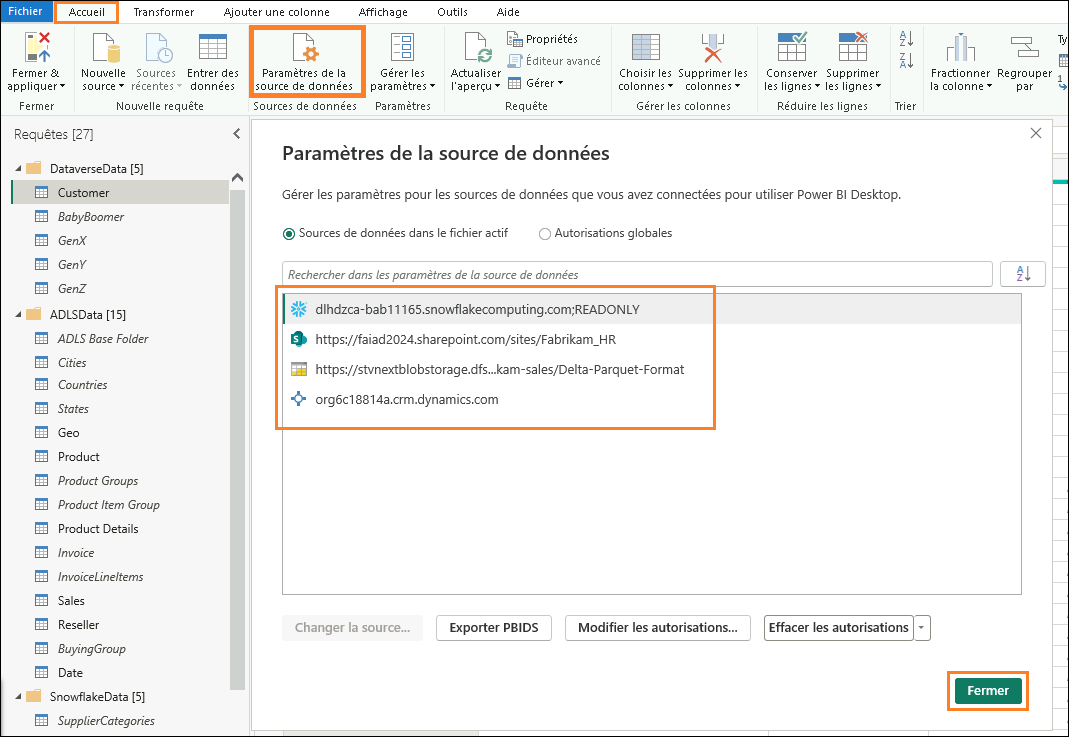 Fichier Accueil Transformer Ajouter une colonne Affichage Outils Aide
Fermer & appliquer
Nouvelle source
Sources récentes
Entrer des données
Paramètres de la source de données
Gérer les paramètres
Actualiser l'aperçu
Propriétés
Éditeur avancé
Gérer
Choisir les colonnes
Supprimer les colonnes
Conserver les lignes
Supprimer les lignes
Fractionner la colonne
Regrouper par
Ty
1
Fermer Nouvelle requête Sources de données Paramètres Requête Gérer les colonnes Réduire les lignes Trier
Requêtes [27]
DataverseData [5]
Customer
BabyBoomer
GenX
GenY
GenZ
ADLSData [15]
ADLS Base Folder
Cities
Countries
States
Geo
Product
Product Groups
Product Item Group
Product Details
Invoice
InvoiceLineItems
Sales
Reseller
BuyingGroup
Date
SnowflakeData [5]
SupplierCategories
Paramètres de la source de données
Gérer les paramètres pour les sources de données que vous avez connectées pour utiliser Power BI Desktop.
Sources de données dans le fichier actif Autorisations globales
Rechercher dans les paramètres de la source de données
dlhdzca-bab11165.snowflakecomputing.com;READONLY
https://faiad2024.sharepoint.com/sites/Fabrikam_HR
https://stvnextblobstorage.dfs...kam-sales/Delta-Parquet-Format
org6c18814a.crm.dynamics.com
Changer la source... Exporter PBIDS Modifier les autorisations... Effacer les autorisations
Fermer